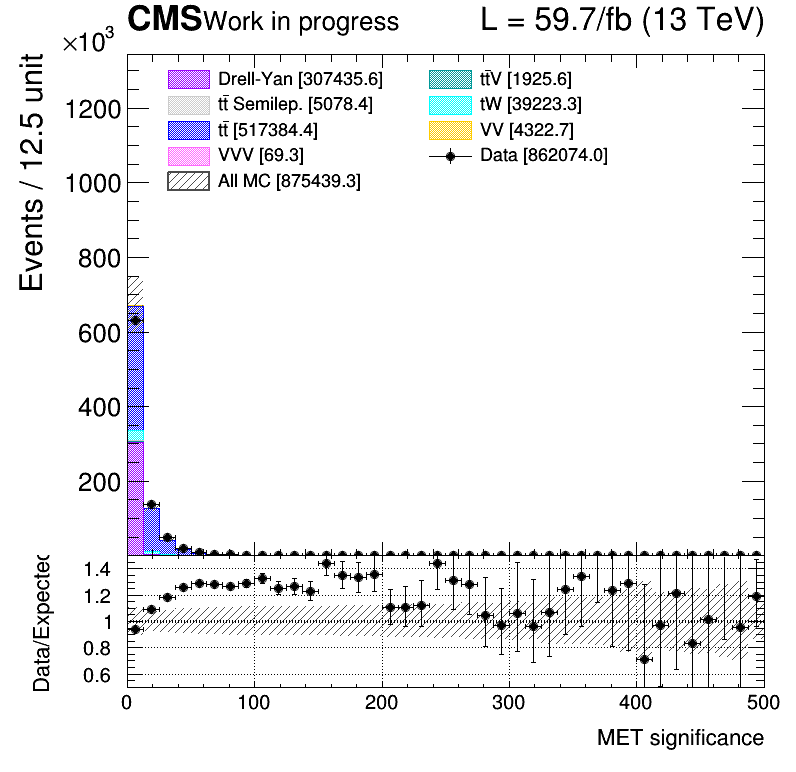 CMS Work in progress L = 59.7/fb (13 TeV)
×10³
Drell-Yan [307435.6] tt̄V [1925.6]
tt̄ Semilep. [5078.4] tW [39223.3]
tt̄ [517384.4] VV [4322.7]
VVV [69.3] Data [862074.0]
All MC [875439.3]
Events / 12.5 unit
1200
1000
800
600
400
200
Data/Expected
1.4
1.2
1
0.8
0.6
0 100 200 300 400 500
MET significance